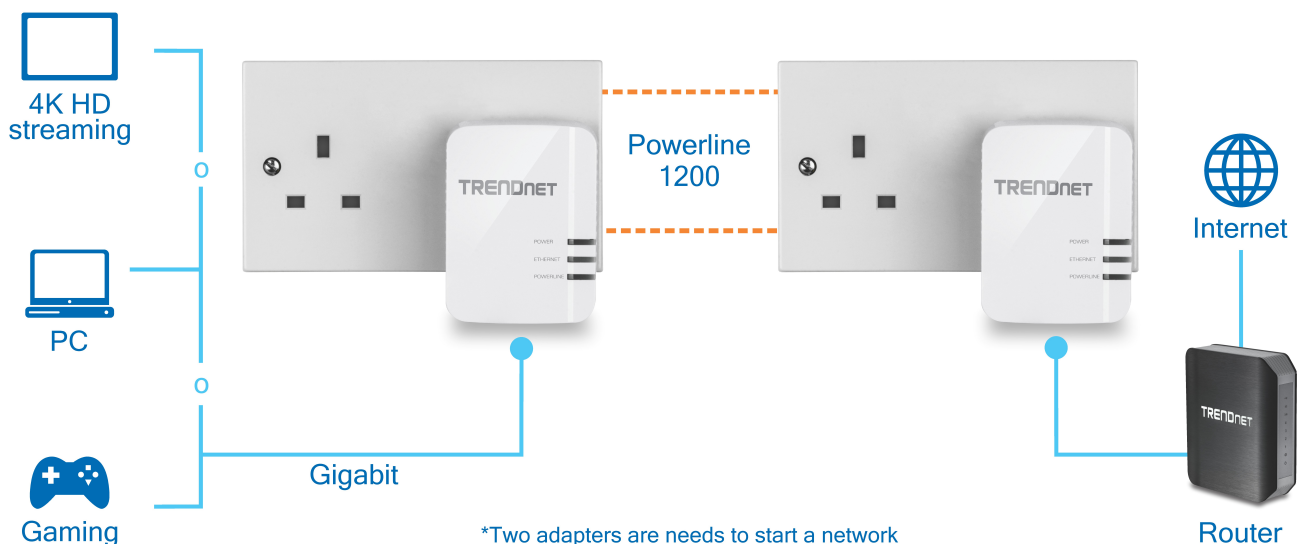 4K HD
streaming
o
PC
o
Gaming
Gigabit
TRENDNET
POWER
ETHERNET
POWERLINE
Powerline
1200
TRENDNET
POWER
ETHERNET
POWERLINE
Internet
TRENDNET
Router
*Two adapters are needs to start a network